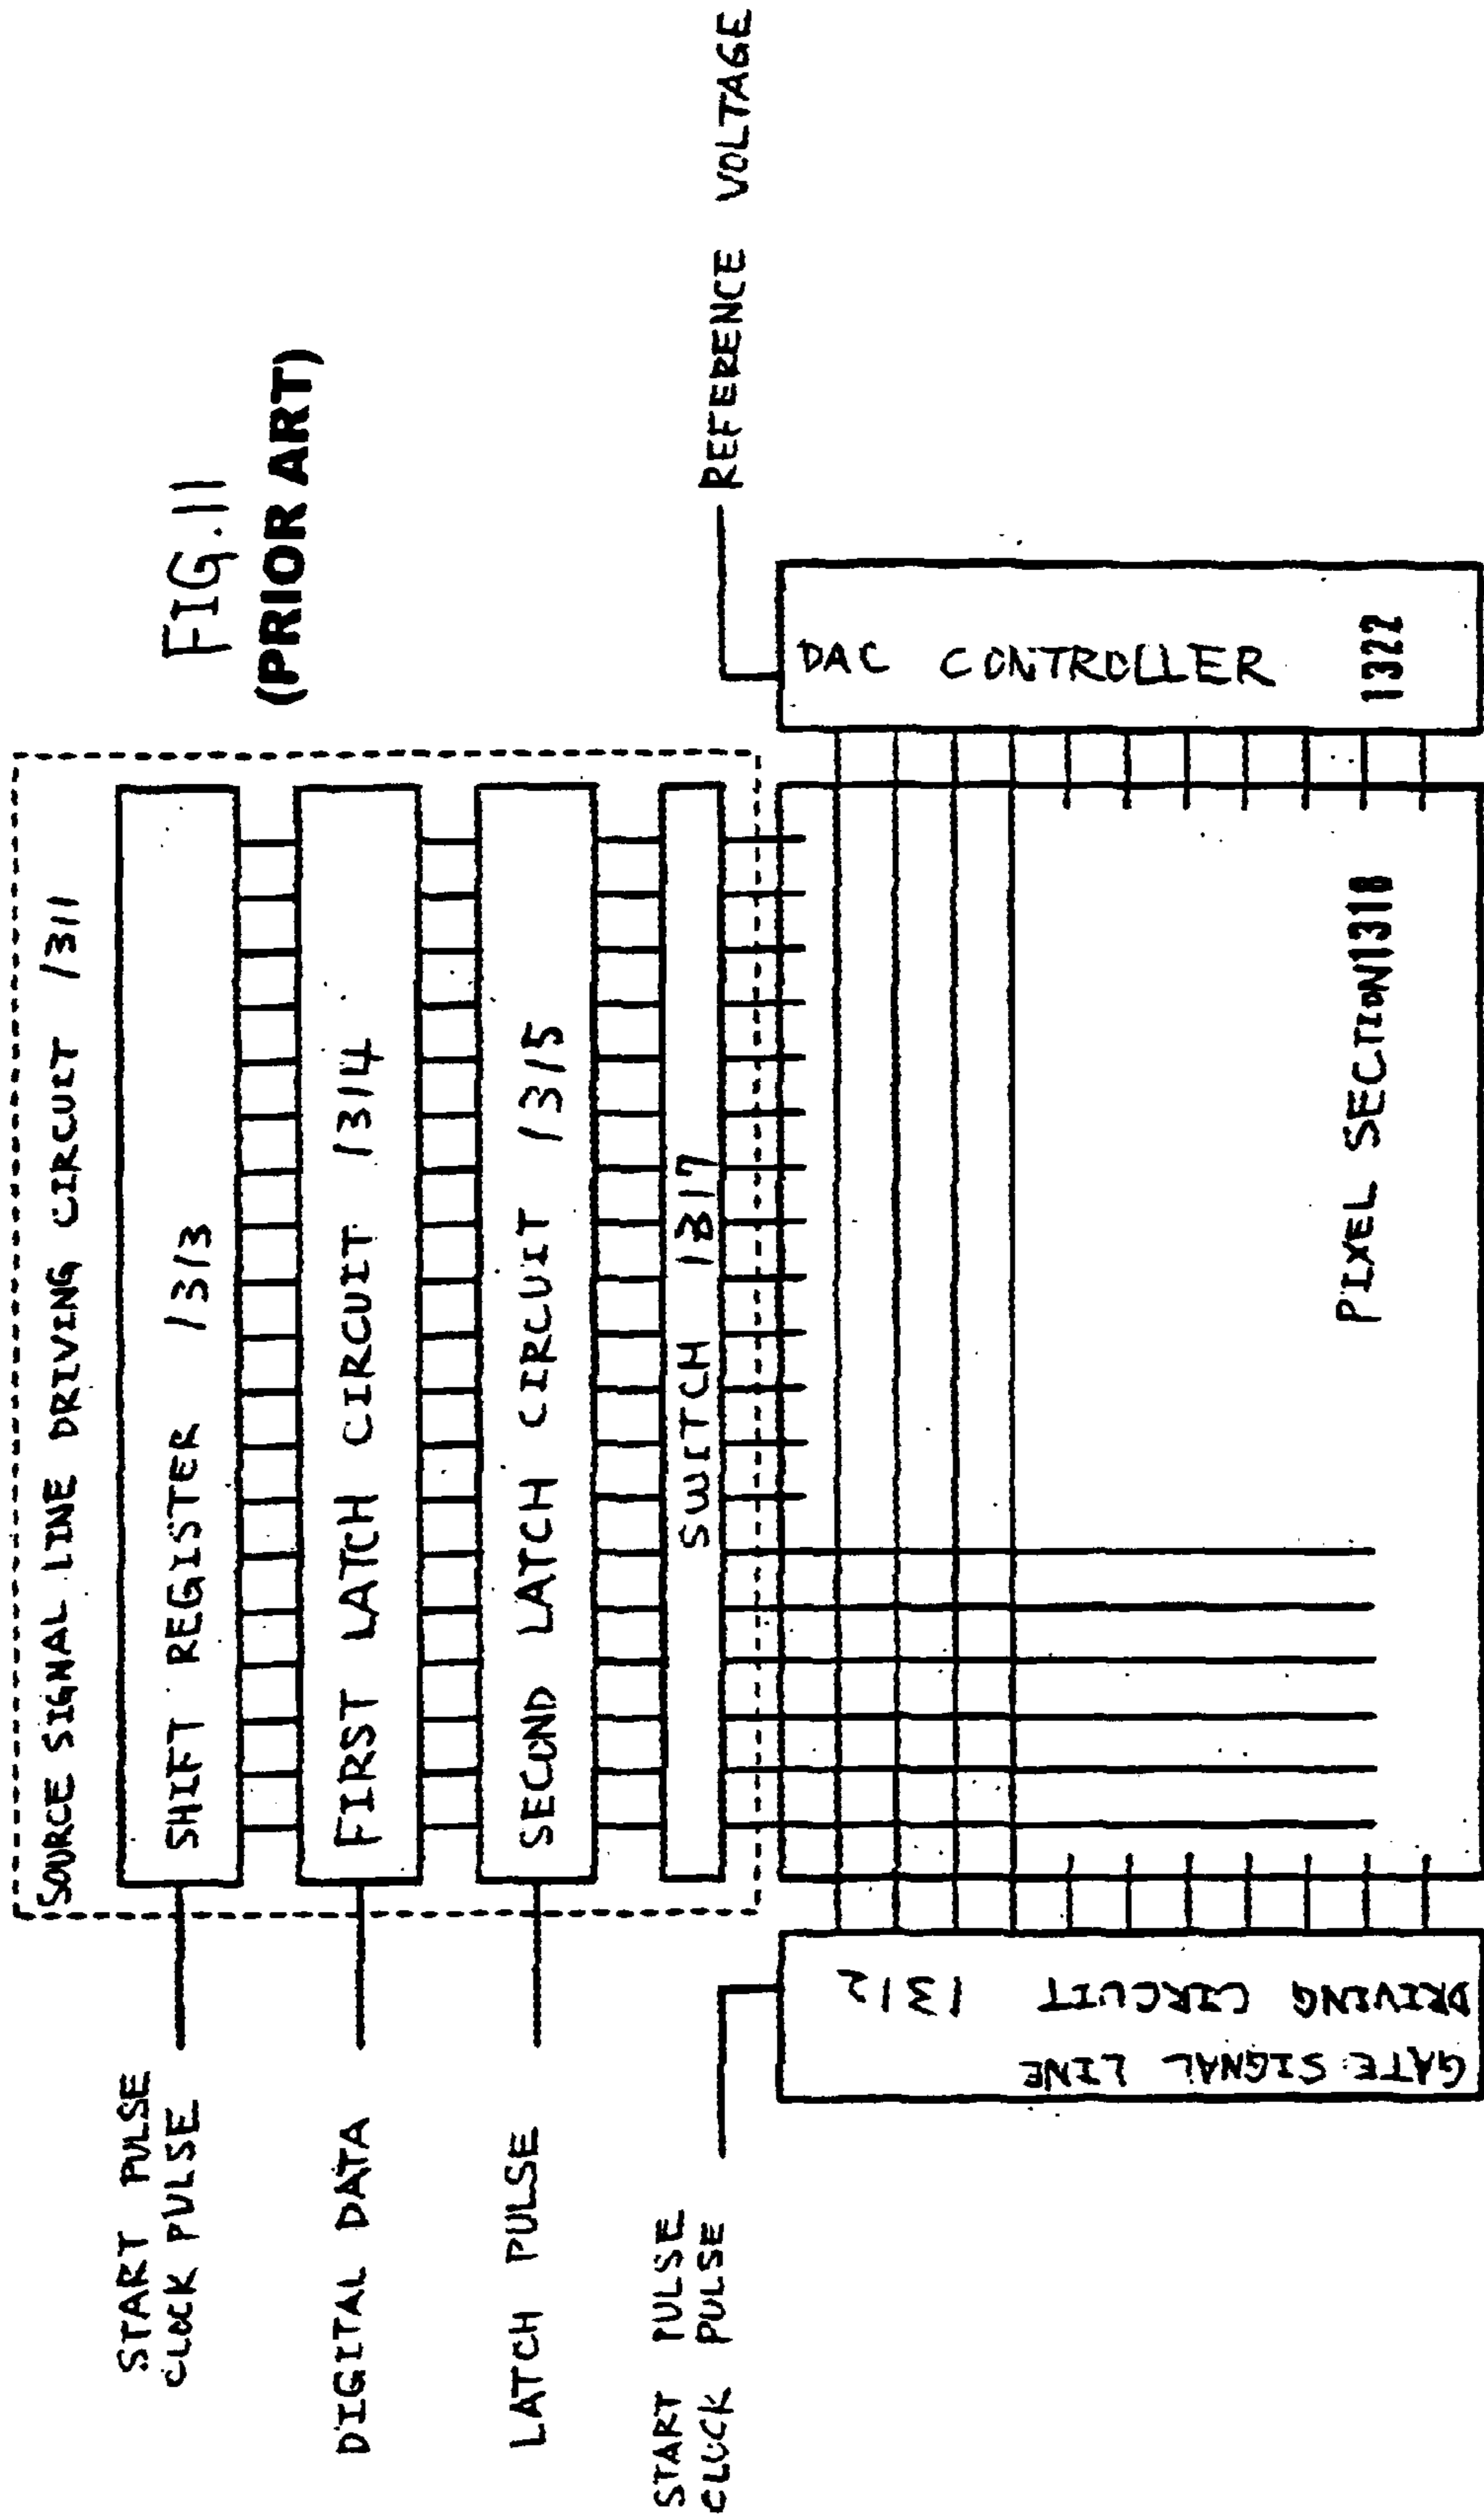 FIG. 11
(PRIOR ART)
SOURCE SIGNAL LINE DRIVING CIRCUIT 1311
START PULSE
CLOCK PULSE
SHIFT REGISTER 1313
DIGITAL DATA
FIRST LATCH CIRCUIT 1314
LATCH PULSE
SECOND LATCH CIRCUIT 1315
SWITCH 1317
START PULSE
CLOCK PULSE
REFERENCE VOLTAGE
GATE SIGNAL LINE
DRIVING CIRCUIT 1312
PIXEL SECTION 1318
DAC CONTROLLER 1322